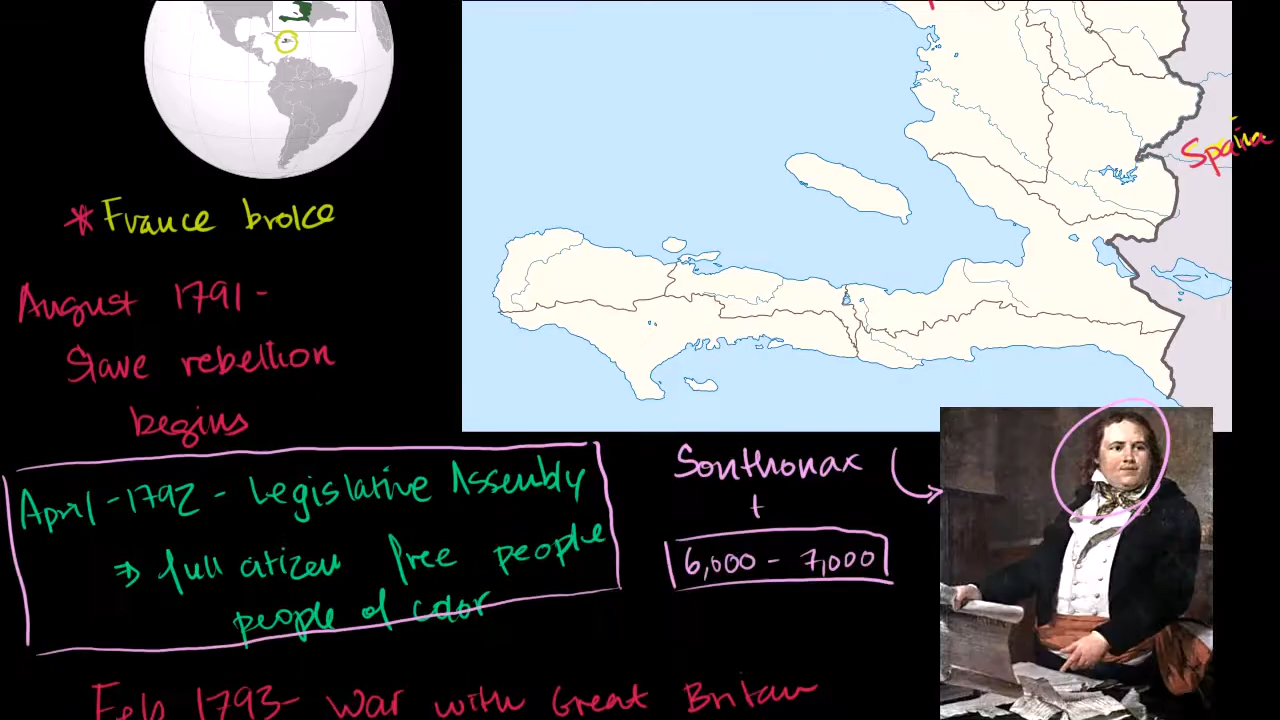 * France broke
August 1791 -
Slave rebellion
begins
April - 1792 - Legislative Assembly
⇒ full citizen free people
people of color
Feb 1793 - War with Great Britain
Sonthonax
+
6,000 - 7,000
España